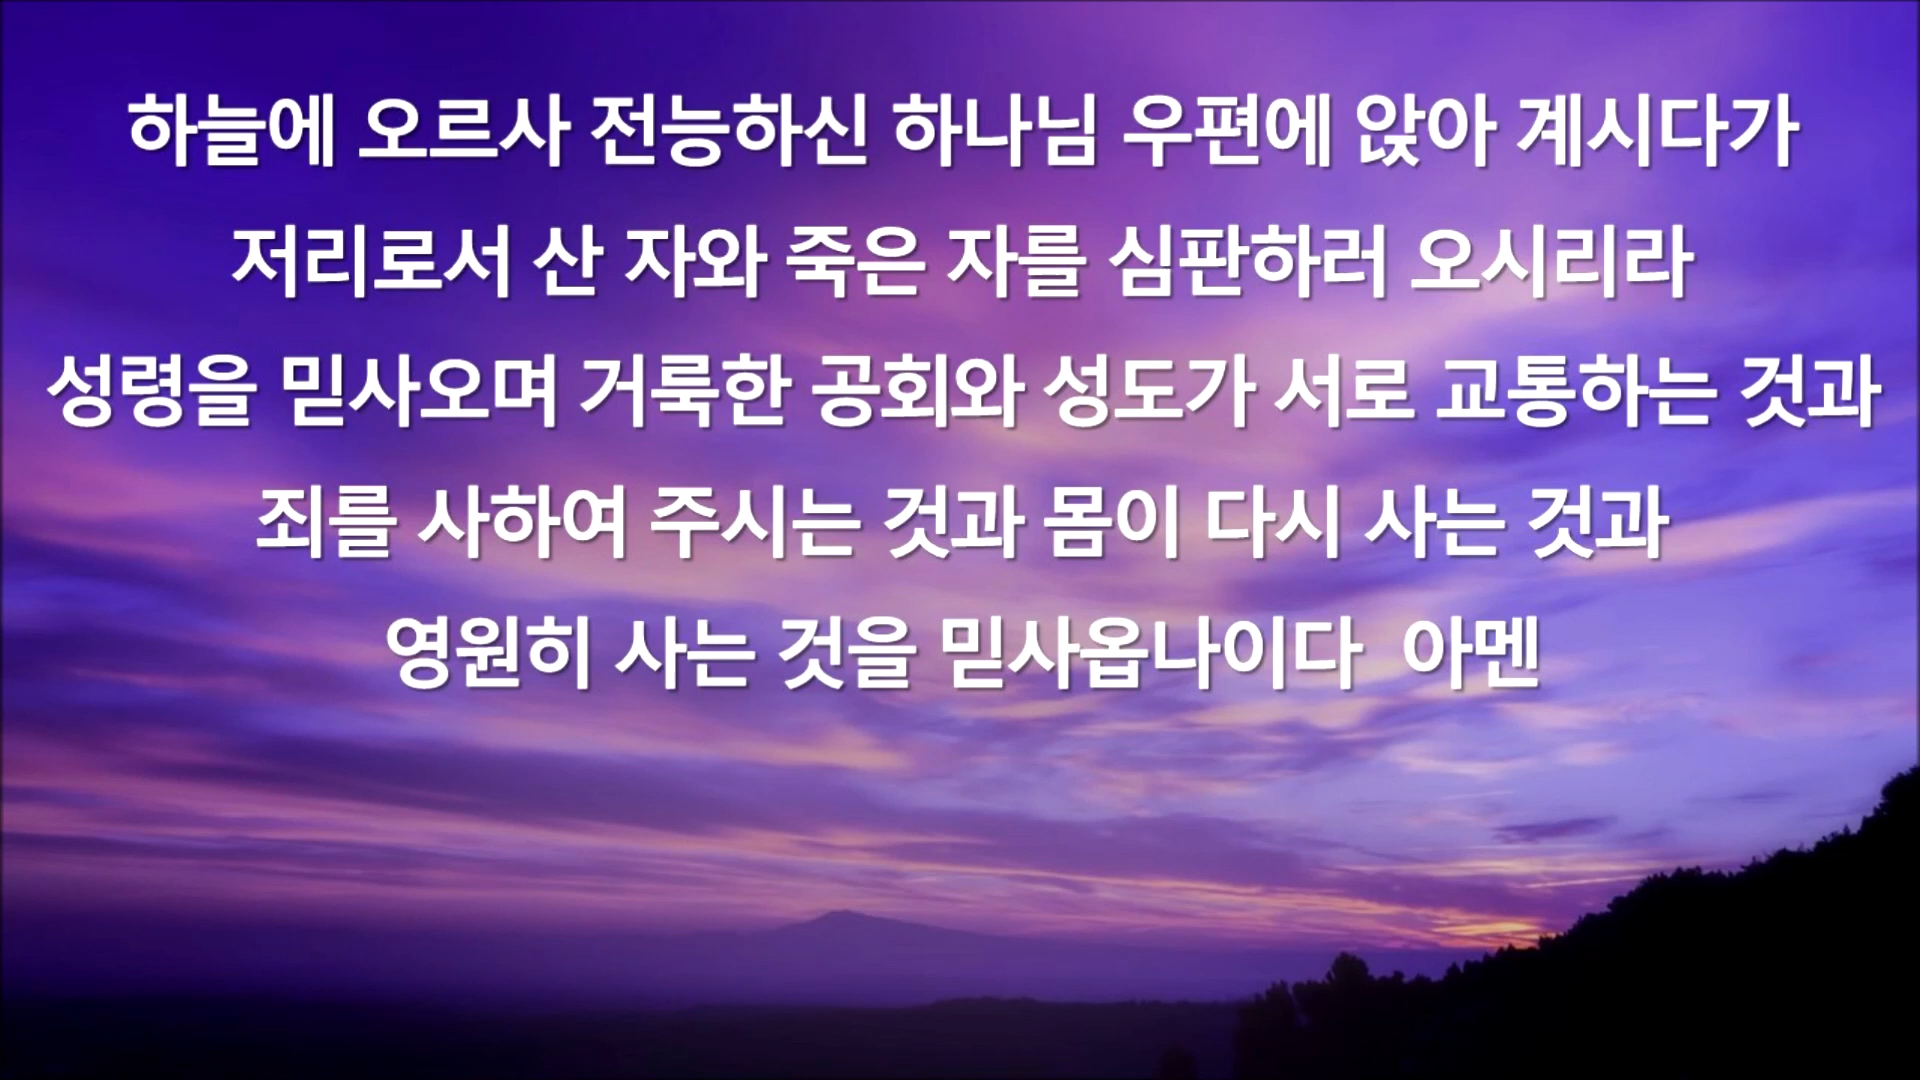 하늘에 오르사 전능하신 하나님 우편에 앉아 계시다가
저리로서 산 자와 죽은 자를 심판하러 오시리라
성령을 믿사오며 거룩한 공회와 성도가 서로 교통하는 것과
죄를 사하여 주시는 것과 몸이 다시 사는 것과
영원히 사는 것을 믿사옵나이다  아멘